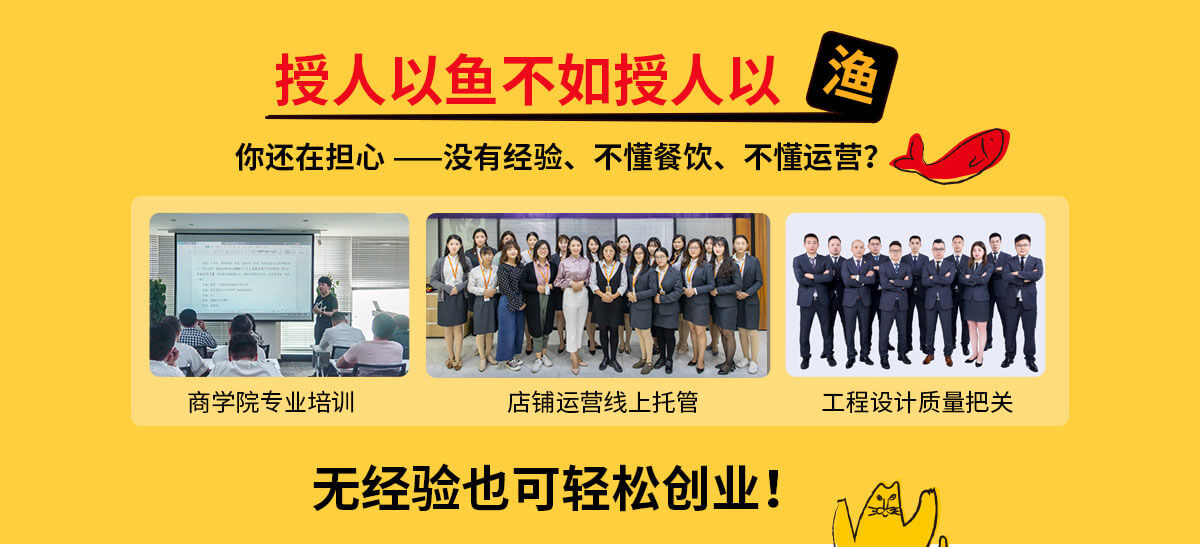 授人以鱼不如授人以渔
你还在担心 ——没有经验、不懂餐饮、不懂运营？
商学院专业培训
店铺运营线上托管
工程设计质量把关
无经验也可轻松创业！